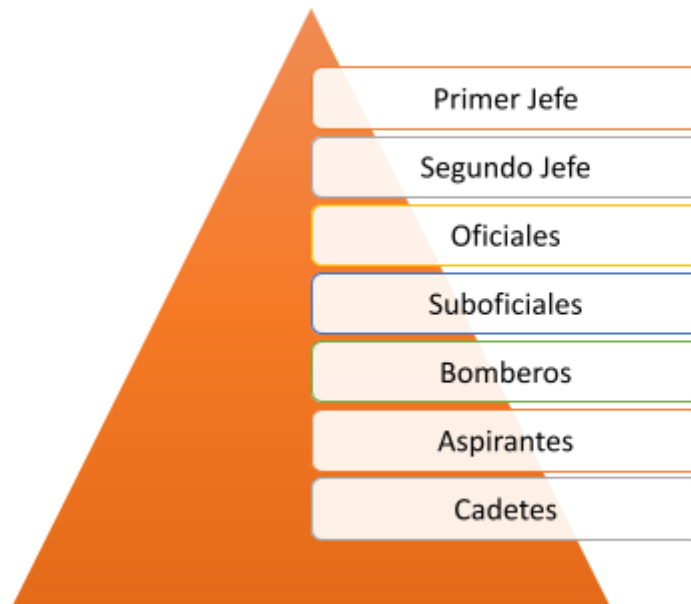 Primer Jefe
Segundo Jefe
Oficiales
Suboficiales
Bomberos
Aspirantes
Cadetes